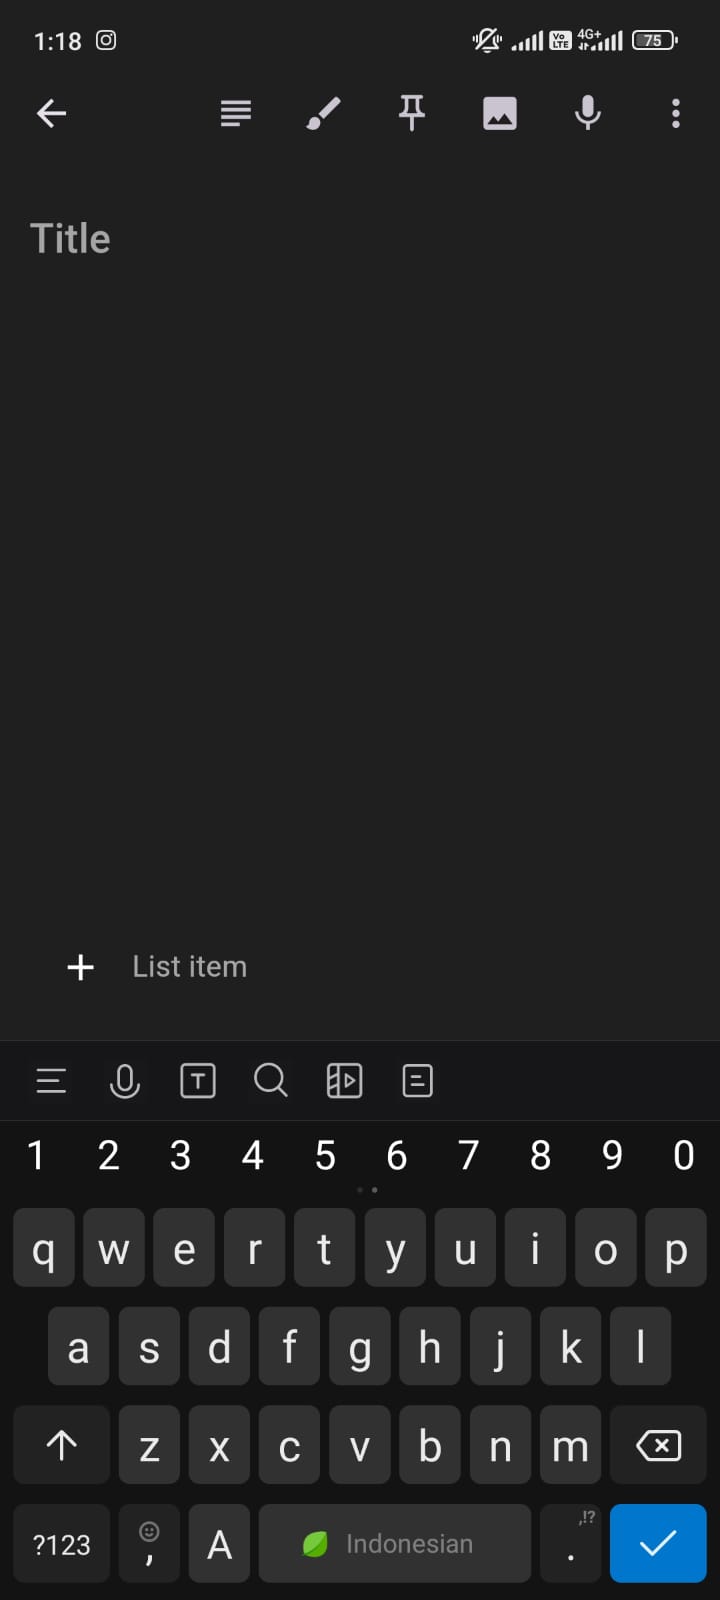 1:18 Vo LTE 4G+ 75
Title
List item
T
1 2 3 4 5 6 7 8 9 0
q w e r t y u i o p
a s d f g h j k l
z x c v b n m
,!?
?123 , A Indonesian .